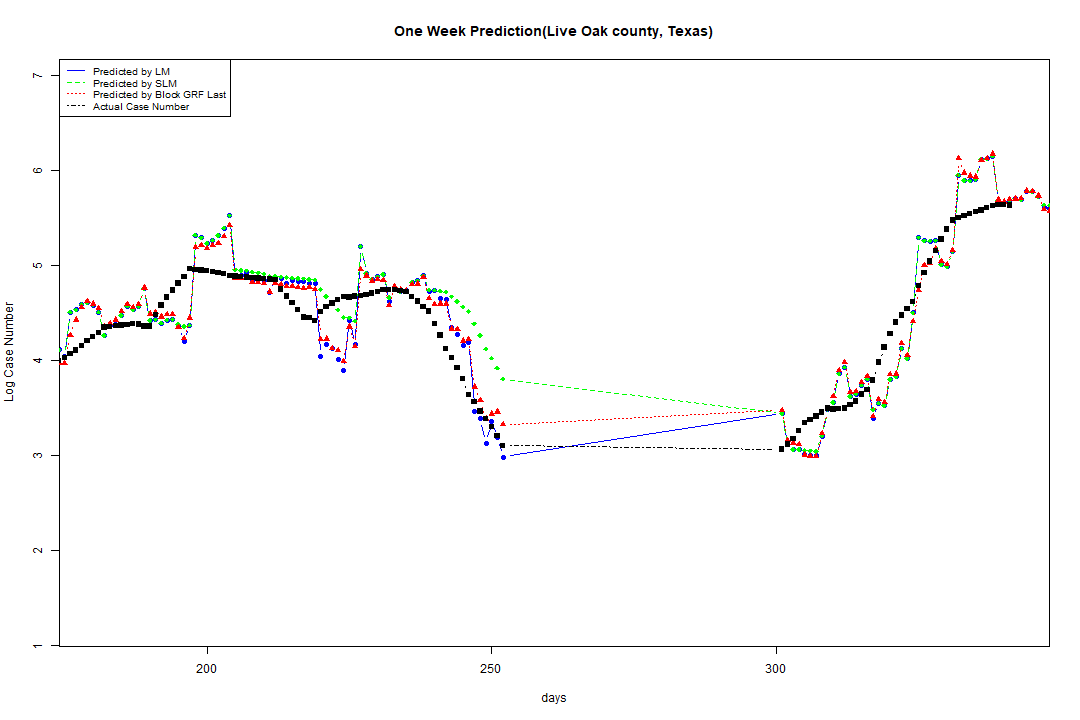 One Week Prediction(Live Oak county, Texas)
Predicted by LM
Predicted by SLM
Predicted by Block GRF Last
Actual Case Number
7
6
5
4
3
2
1
Log Case Number
200
250
300
days